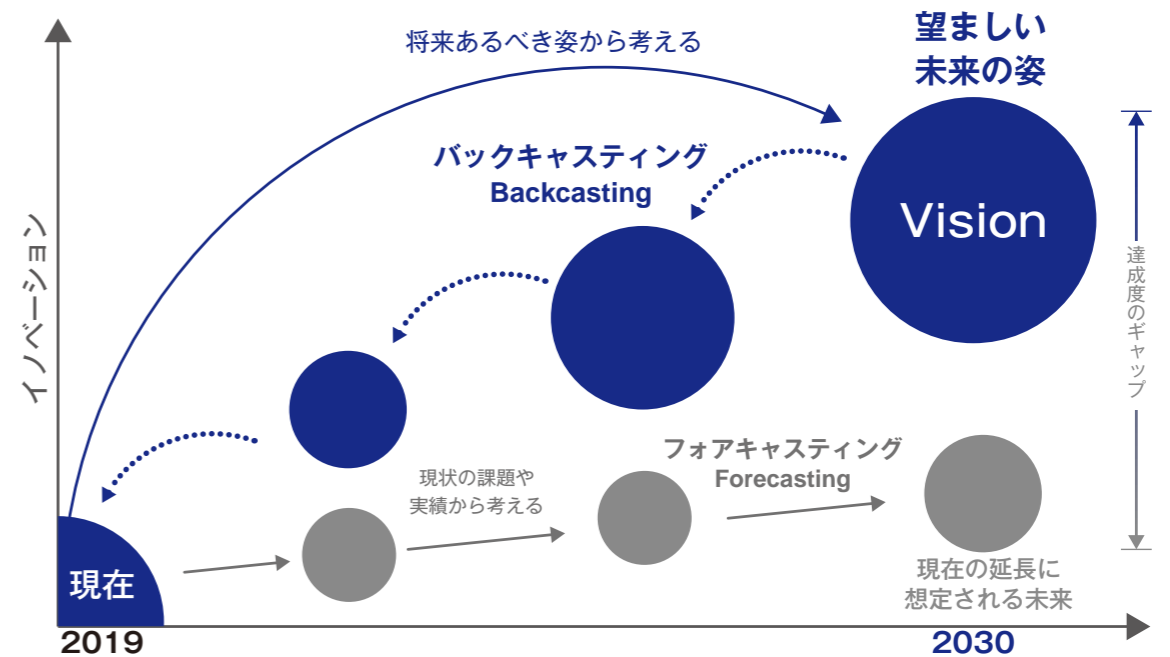 望ましい
未来の姿
将来あるべき姿から考える
バックキャスティング
Backcasting
Vision
イノベーション
達成度のギャップ
フォアキャスティング
Forecasting
現状の課題や
実績から考える
現在
現在の延長に
想定される未来
2019
2030